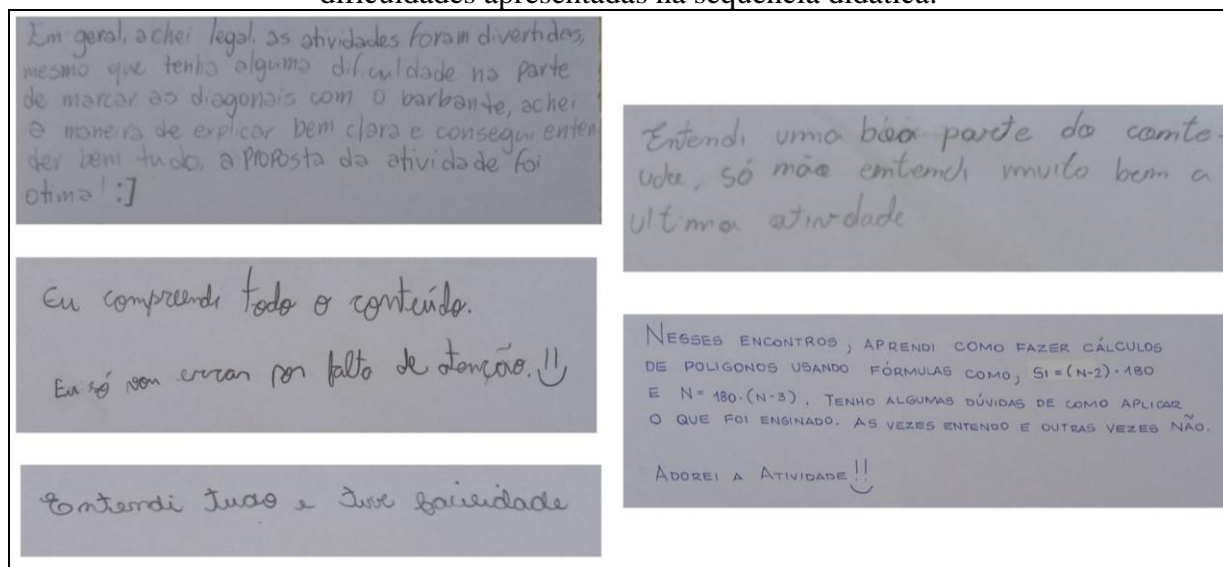 dificuldades apresentadas na sequência didática.
Em geral, achei legal, as atividades foram divertidas,
mesmo que tenha alguma dificuldade na parte
de marcar as diagonais com o barbante, achei
a maneira de explicar bem clara e consegui enten
der bem tudo, a proposta da atividade foi
otima! :]
Eu compreendi todo o conteúdo.
Eu só vou errar por falta de atenção.!!
Entendi tudo e tive facilidade
Entendi uma bôa parte do conte-
udo, só não entendi muito bem a
ultima atividade
NESSES ENCONTROS, APRENDI COMO FAZER CÁLCULOS
DE POLIGONOS USANDO FÓRMULAS COMO, SI = (N-2) · 180
E N = 180 · (N-3). TENHO ALGUMAS DÚVIDAS DE COMO APLICAR
O QUE FOI ENSINADO. AS VEZES ENTENDO E OUTRAS VEZES NÃO.
ADOREI A ATIVIDADE!!